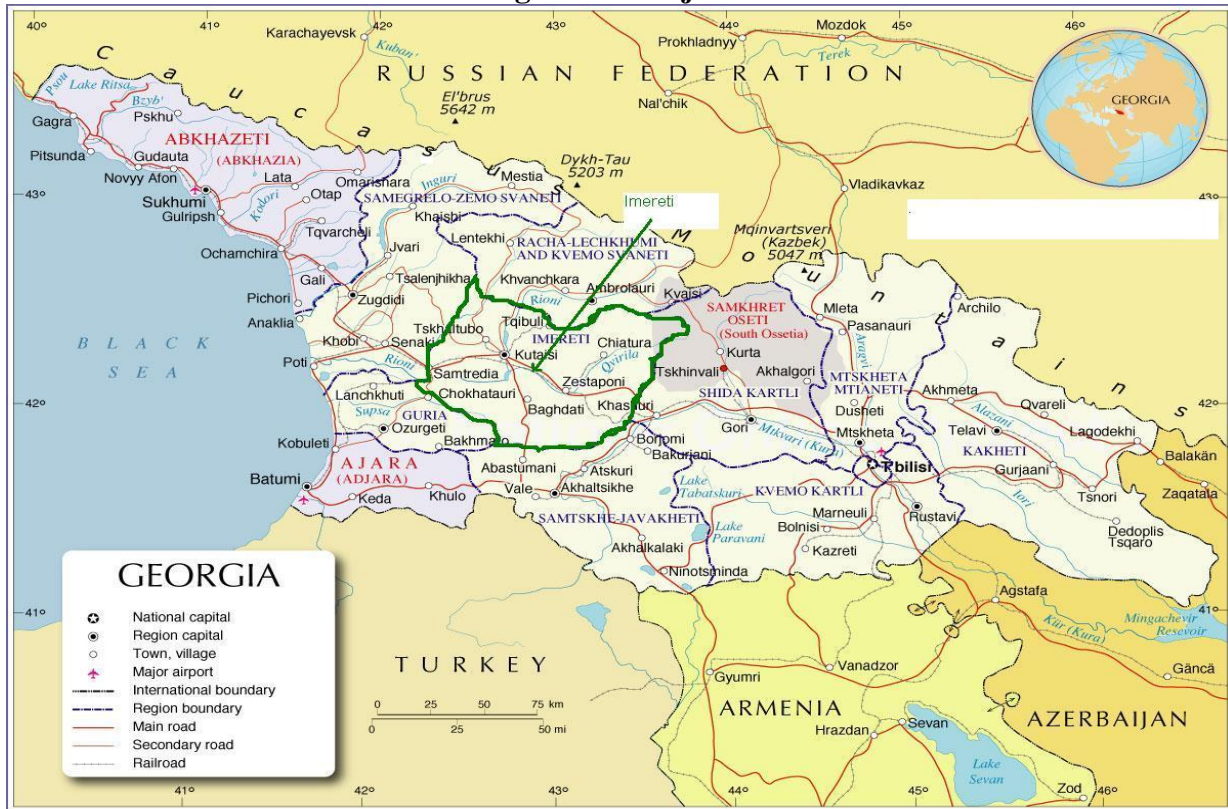 40°
41°
42°
43°
44°
45°
46°
Karachayevsk
Kuban'
Mozdok
Prokhladnyy
Terek
RUSSIAN FEDERATION
Nal'chik
El'brus
5642 m
Dykh-Tau
5203 m
GEORGIA
Caucasus
Mountains
Psou
Lake Ritsa
Bzyb'
Pskhu
Gagra
Pitsunda
ABKHAZETI
(ABKHAZIA)
Gudauta
Novyy Afon
Lata
Omarishara
Otap
Kodori
Sukhumi
Gulripsh
Tqvarcheli
Ochamchira
Gali
Pichori
Anaklia
43°
43°
Vladikavkaz
Inguri
Mestia
SAMEGRELO-ZEMO SVANETI
Khaishi
Imereti
Lentekhi
RACHA-LECHKHUMI
AND KVEMO SVANETI
Mqinvartsveri
(Kazbek)
5047 m
Jvari
Tsalenjhikha
Khvanchkara
Rioni
Ambrolauri
Kvaisi
Zugdidi
SAMKHRET
OSETI
(South Ossetia)
Mleta
Archilo
Pasanauri
Tskhaltubo
Tqibuli
IMERETI
Chiatura
Khobi
Senaki
Kutaisi
Qvirila
Kurta
Aragvi
BLACK
SEA
Poti
Rioni
Samtredia
Tskhinvali
Akhalgori
MTSKHETA
MTIANETI
Akhmeta
Qvareli
Zestaponi
SHIDA KARTLI
Lanchkhuti
Chokhatauri
Supsa
GURIA
Baghdati
Khashuri
Dusheti
Alazani
42°
42°
Telavi
Lagodekhi
Ozurgeti
Gori
Mtkvari (Kura)
Mtskheta
Kobuleti
Bakhmaro
Borjomi
Bakurjani
Tbilisi
KAKHETI
Balakän
AJARA
(ADJARA)
Abastumani
Atskuri
Gurjaani
Batumi
Keda
Khulo
Vale
Akhaltsikhe
Lake
Tabatskuri
KVEMO KARTLI
Iori
Tsnori
Zaqatala
SAMTSKHE-JAVAKHETI
Marneuli
Rustavi
Bolnisi
Lake
Paravani
Dedoplis
Tsqaro
Akhalkalaki
Kazreti
Ninotsminda
GEORGIA
National capital
Region capital
Town, village
Major airport
International boundary
Region boundary
Main road
Secondary road
Railroad
41°
41°
Agstafa
Kür (Kura)
Mingachevir
Resevoir
TURKEY
Vanadzor
Gäncä
Gyumri
0 25 50 75 km
0 25 50 mi
ARMENIA
AZERBAIJAN
Hrazdan
Sevan
Lake
Sevan
Zod
41°
42°
43°
44°
45°
46°